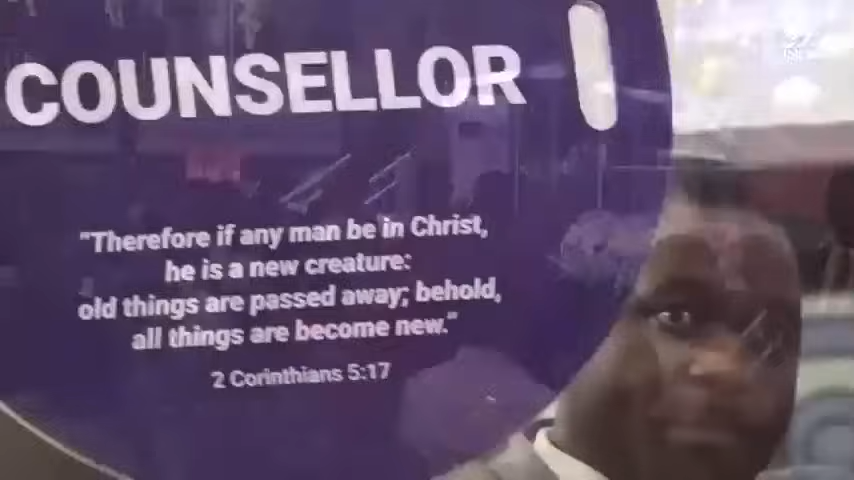 COUNSELLOR
"Therefore if any man be in Christ,
he is a new creature:
old things are passed away; behold,
all things are become new."
2 Corinthians 5:17